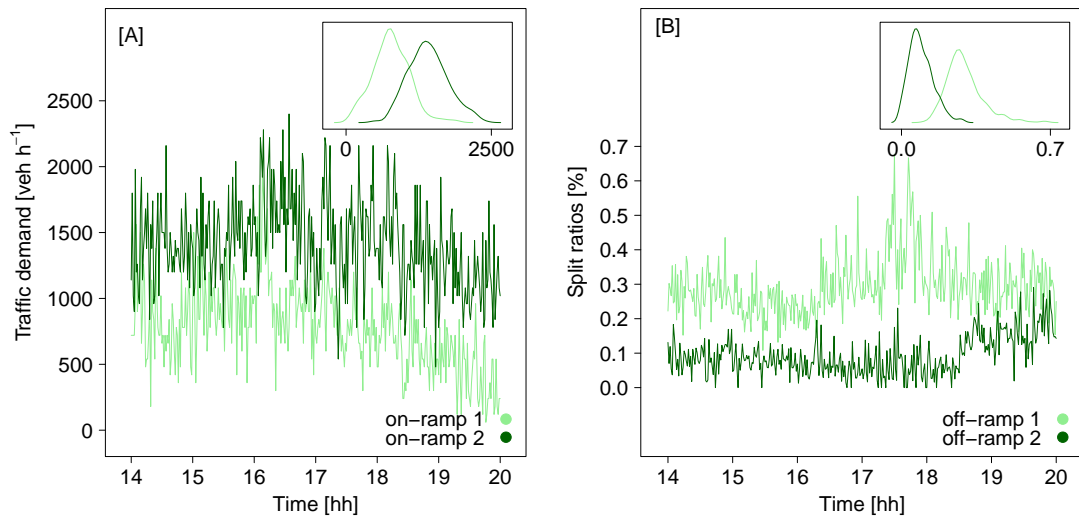 [A]
0 2500
Traffic demand [veh h−1]
2500
2000
1500
1000
500
0
on−ramp 1
on−ramp 2
14 15 16 17 18 19 20
Time [hh]
[B]
0.0 0.7
Split ratios [%]
0.7
0.6
0.5
0.4
0.3
0.2
0.1
0.0
off−ramp 1
off−ramp 2
14 15 16 17 18 19 20
Time [hh]